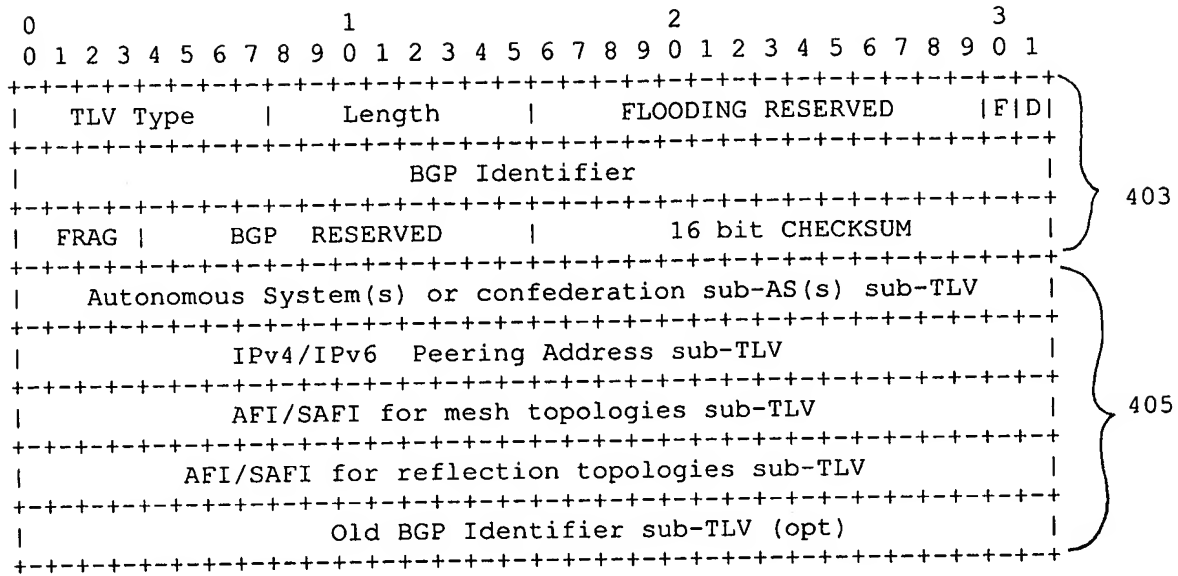 0                   1                   2                   3
0 1 2 3 4 5 6 7 8 9 0 1 2 3 4 5 6 7 8 9 0 1 2 3 4 5 6 7 8 9 0 1
+-+-+-+-+-+-+-+-+-+-+-+-+-+-+-+-+-+-+-+-+-+-+-+-+-+-+-+-+-+-+-+-+
| TLV Type | Length | FLOODING RESERVED |F|D|
+-+-+-+-+-+-+-+-+-+-+-+-+-+-+-+-+-+-+-+-+-+-+-+-+-+-+-+-+-+-+-+-+
| BGP Identifier |
+-+-+-+-+-+-+-+-+-+-+-+-+-+-+-+-+-+-+-+-+-+-+-+-+-+-+-+-+-+-+-+-+
403
| FRAG | BGP RESERVED | 16 bit CHECKSUM |
+-+-+-+-+-+-+-+-+-+-+-+-+-+-+-+-+-+-+-+-+-+-+-+-+-+-+-+-+-+-+-+-+
| Autonomous System(s) or confederation sub-AS(s) sub-TLV |
+-+-+-+-+-+-+-+-+-+-+-+-+-+-+-+-+-+-+-+-+-+-+-+-+-+-+-+-+-+-+-+-+
| IPv4/IPv6 Peering Address sub-TLV |
+-+-+-+-+-+-+-+-+-+-+-+-+-+-+-+-+-+-+-+-+-+-+-+-+-+-+-+-+-+-+-+-+
| AFI/SAFI for mesh topologies sub-TLV |
405
+-+-+-+-+-+-+-+-+-+-+-+-+-+-+-+-+-+-+-+-+-+-+-+-+-+-+-+-+-+-+-+-+
| AFI/SAFI for reflection topologies sub-TLV |
+-+-+-+-+-+-+-+-+-+-+-+-+-+-+-+-+-+-+-+-+-+-+-+-+-+-+-+-+-+-+-+-+
| Old BGP Identifier sub-TLV (opt) |
+-+-+-+-+-+-+-+-+-+-+-+-+-+-+-+-+-+-+-+-+-+-+-+-+-+-+-+-+-+-+-+-+